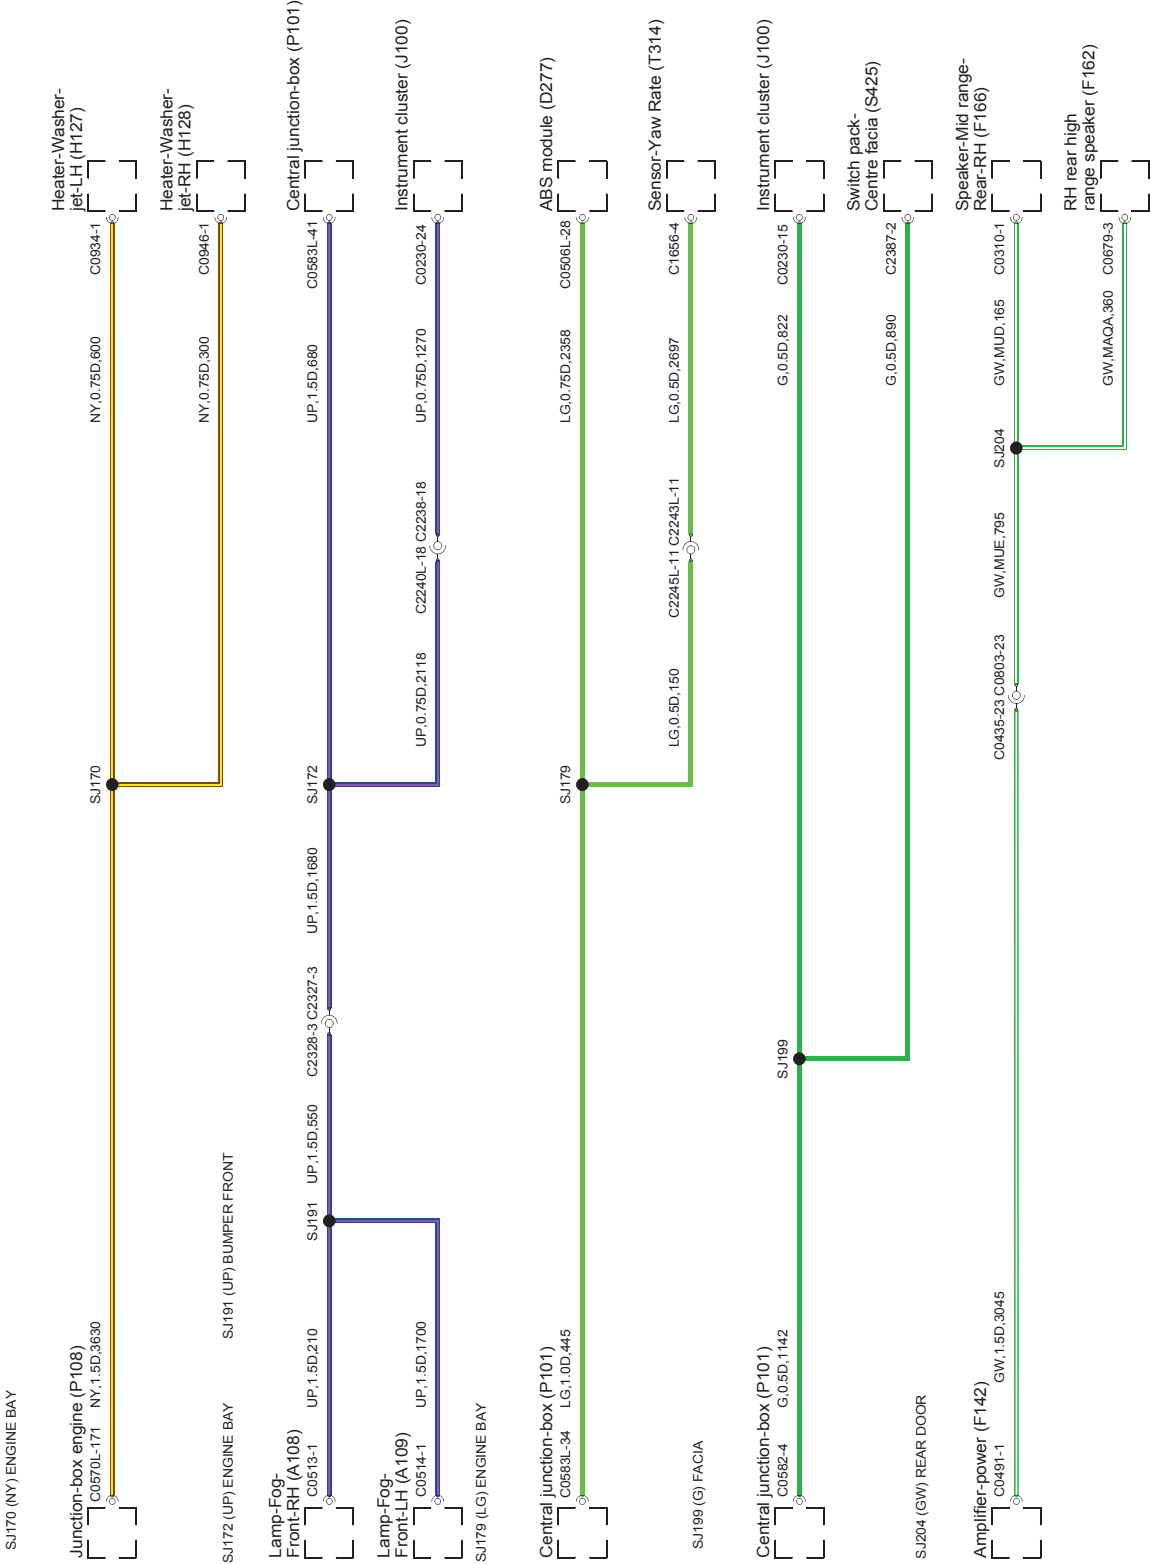 SJ170 (NY) ENGINE BAY
Junction-box engine (P108)
C0570L-171
NY,1.5D,3630
SJ170
NY,0.75D,600
C0934-1
Heater-Washer-
jet-LH (H127)
NY,0.75D,300
C0946-1
Heater-Washer-
jet-RH (H128)
SJ172 (UP) ENGINE BAY
SJ191 (UP) BUMPER FRONT
Lamp-Fog-
Front-RH (A108)
C0513-1
UP,1.5D,210
SJ191
UP,1.5D,550
C2328-3
C2327-3
UP,1.5D,1680
SJ172
UP,1.5D,680
C0583L-41
Central junction-box (P101)
Lamp-Fog-
Front-LH (A109)
C0514-1
UP,1.5D,1700
UP,0.75D,2118
C2240L-18
C2238-18
UP,0.75D,1270
C0230-24
Instrument cluster (J100)
SJ179 (LG) ENGINE BAY
Central junction-box (P101)
C0583L-34
LG,1.0D,445
SJ179
LG,0.75D,2358
C0506L-28
ABS module (D277)
LG,0.5D,150
C2245L-11
C2243L-11
LG,0.5D,2697
C1656-4
Sensor-Yaw Rate (T314)
SJ199 (G) FACIA
Central junction-box (P101)
C0582-4
G,0.5D,1142
SJ199
G,0.5D,822
C0230-15
Instrument cluster (J100)
G,0.5D,890
C2387-2
Switch pack-
Centre facia (S425)
SJ204 (GW) REAR DOOR
Amplifier-power (F142)
C0491-1
GW,1.5D,3045
C0435-23
C0803-23
GW,MUE,795
SJ204
GW,MUD,165
C0310-1
Speaker-Mid range-
Rear-RH (F166)
GW,MAQA,360
C0679-3
RH rear high
range speaker (F162)